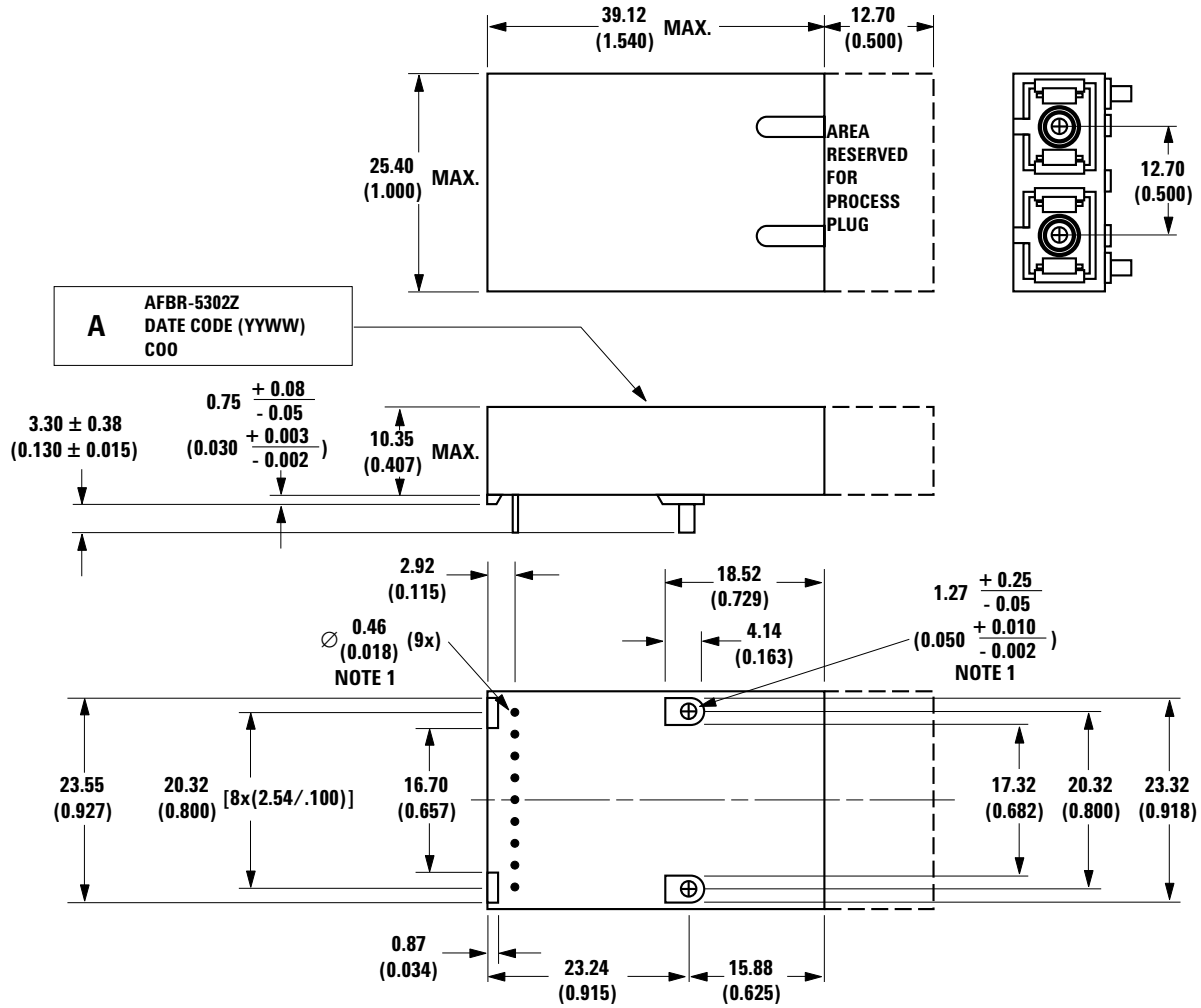 39.12
(1.540) MAX.
12.70
(0.500)
25.40
(1.000) MAX.
AREA
RESERVED
FOR
PROCESS
PLUG
12.70
(0.500)
A
AFBR-5302Z
DATE CODE (YYWW)
COO
3.30 ± 0.38
(0.130 ± 0.015)
0.75 + 0.08
- 0.05
(0.030 + 0.003
- 0.002 )
10.35
(0.407) MAX.
2.92
(0.115)
∅ 0.46
(0.018) (9x)
NOTE 1
18.52
(0.729)
4.14
(0.163)
1.27 + 0.25
- 0.05
(0.050 + 0.010
- 0.002 )
NOTE 1
23.55
(0.927)
20.32
(0.800) [8x(2.54/.100)]
16.70
(0.657)
17.32
(0.682)
20.32
(0.800)
23.32
(0.918)
0.87
(0.034)
23.24
(0.915)
15.88
(0.625)